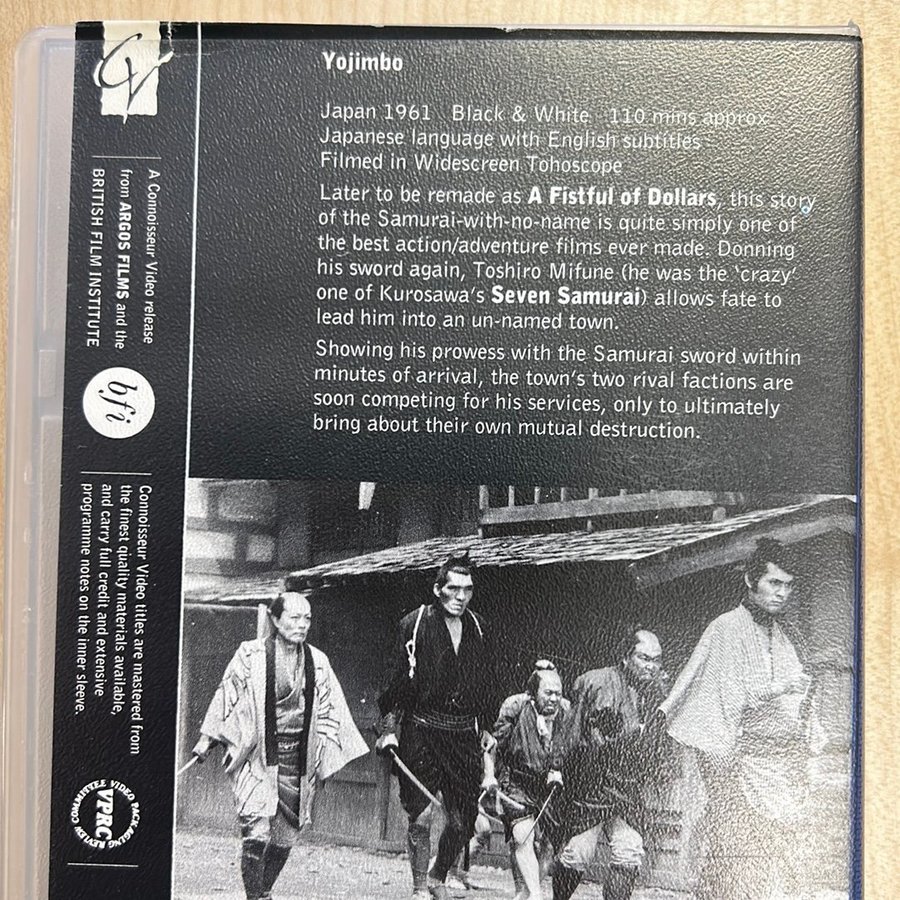 Yojimbo
Japan 1961 Black & White 110 mins approx
Japanese language with English subtitles
Filmed in Widescreen Tohoscope
Later to be remade as A Fistful of Dollars, this story
of the Samurai-with-no-name is quite simply one of
the best action/adventure films ever made. Donning
his sword again, Toshiro Mifune (he was the 'crazy'
one of Kurosawa's Seven Samurai) allows fate to
lead him into an un-named town.
Showing his prowess with the Samurai sword within
minutes of arrival, the town's two rival factions are
soon competing for his services, only to ultimately
bring about their own mutual destruction.
A Connoisseur Video release
from ARGOS FILMS and the
BRITISH FILM INSTITUTE
bfi
Connoisseur Video titles are mastered from
the finest quality materials available,
and carry full credit and extensive
programme notes on the inner sleeve.
VIDEO PACKAGING REVIEW COMMITTEE
VPRC